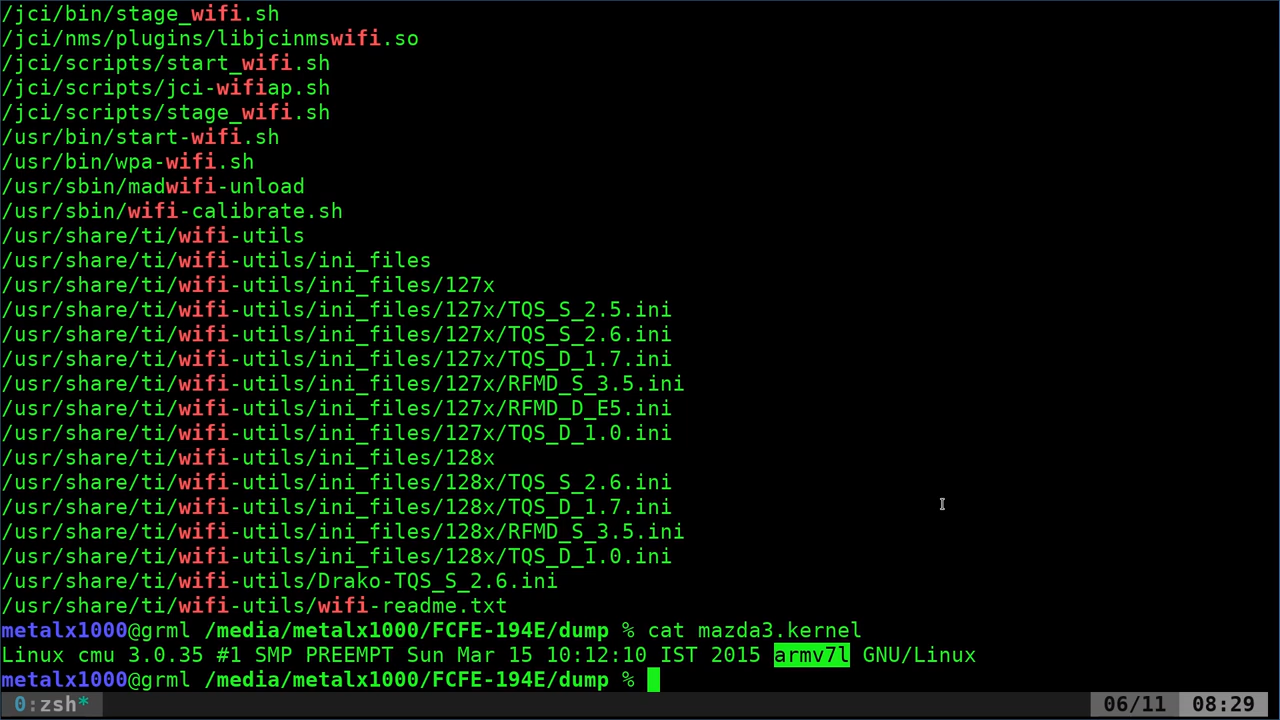 /jci/bin/stage_wifi.sh
/jci/nms/plugins/libjcinmswifi.so
/jci/scripts/start_wifi.sh
/jci/scripts/jci-wifiap.sh
/jci/scripts/stage_wifi.sh
/usr/bin/start-wifi.sh
/usr/bin/wpa-wifi.sh
/usr/sbin/madwifi-unload
/usr/sbin/wifi-calibrate.sh
/usr/share/ti/wifi-utils
/usr/share/ti/wifi-utils/ini_files
/usr/share/ti/wifi-utils/ini_files/127x
/usr/share/ti/wifi-utils/ini_files/127x/TQS_S_2.5.ini
/usr/share/ti/wifi-utils/ini_files/127x/TQS_S_2.6.ini
/usr/share/ti/wifi-utils/ini_files/127x/TQS_D_1.7.ini
/usr/share/ti/wifi-utils/ini_files/127x/RFMD_S_3.5.ini
/usr/share/ti/wifi-utils/ini_files/127x/RFMD_D_E5.ini
/usr/share/ti/wifi-utils/ini_files/127x/TQS_D_1.0.ini
/usr/share/ti/wifi-utils/ini_files/128x
/usr/share/ti/wifi-utils/ini_files/128x/TQS_S_2.6.ini
/usr/share/ti/wifi-utils/ini_files/128x/TQS_D_1.7.ini
/usr/share/ti/wifi-utils/ini_files/128x/RFMD_S_3.5.ini
/usr/share/ti/wifi-utils/ini_files/128x/TQS_D_1.0.ini
/usr/share/ti/wifi-utils/Drako-TQS_S_2.6.ini
/usr/share/ti/wifi-utils/wifi-readme.txt
metalx1000@grml /media/metalx1000/FCFE-194E/dump % cat mazda3.kernel
Linux cmu 3.0.35 #1 SMP PREEMPT Sun Mar 15 10:12:10 IST 2015 armv7l GNU/Linux
metalx1000@grml /media/metalx1000/FCFE-194E/dump %
0:zsh* 06/11 08:29